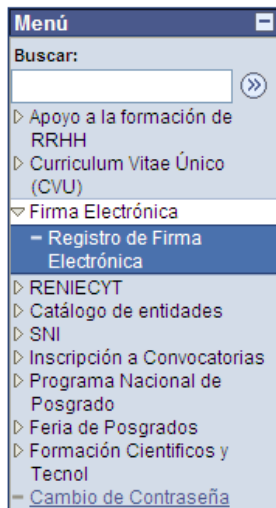 Menú
Buscar:
Apoyo a la formación de
RRHH
Curriculum Vitae Único
(CVU)
Firma Electrónica
Registro de Firma
Electrónica
RENIECYT
Catálogo de entidades
SNI
Inscripción a Convocatorias
Programa Nacional de
Posgrado
Feria de Posgrados
Formación Cientificos y
Tecnol
Cambio de Contraseña